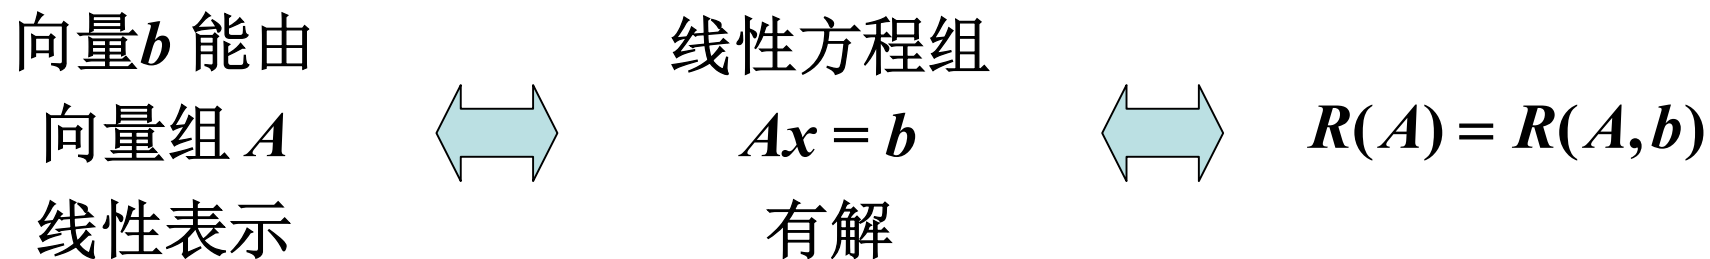 向量b 能由
向量组 A
线性表示
线性方程组
Ax = b
有解
R(A) = R(A,b)